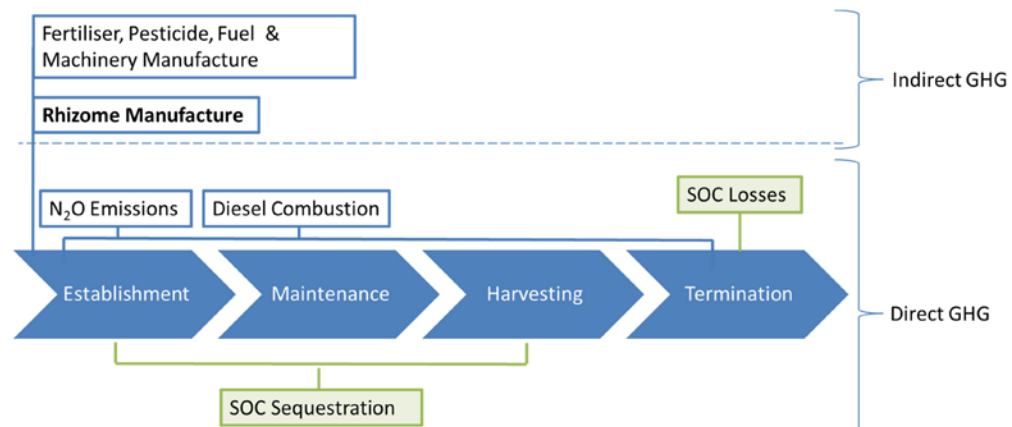 Fertiliser, Pesticide, Fuel &
Machinery Manufacture
Indirect GHG
Rhizome Manufacture
SOC Losses
N₂O Emissions
Diesel Combustion
Establishment
Maintenance
Harvesting
Termination
Direct GHG
SOC Sequestration